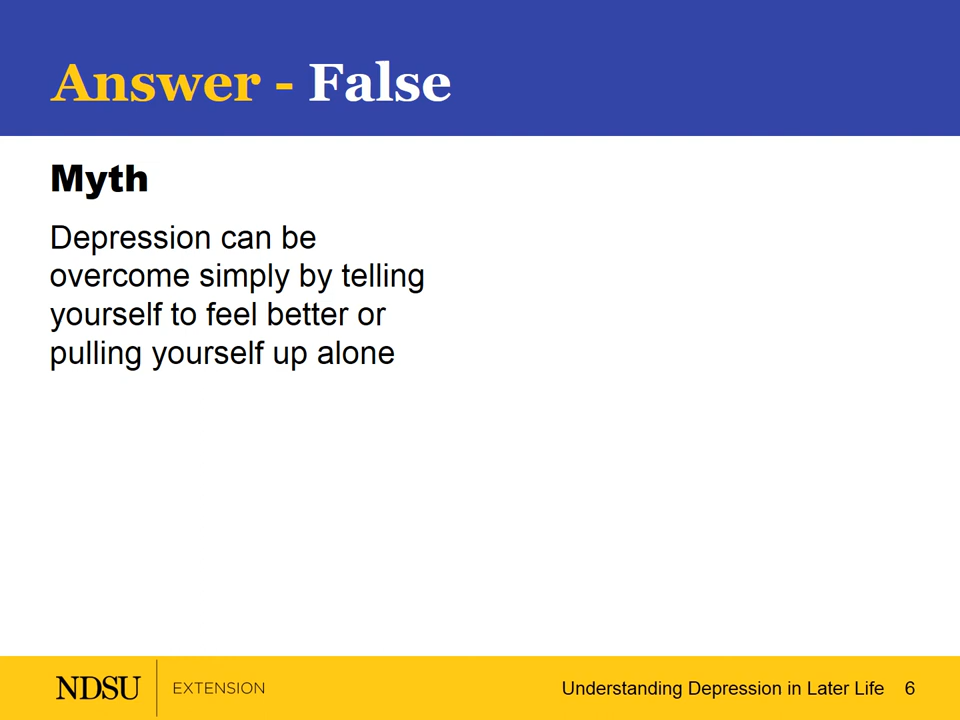 Answer - False
Myth
Depression can be
overcome simply by telling
yourself to feel better or
pulling yourself up alone
NDSU EXTENSION
Understanding Depression in Later Life 6